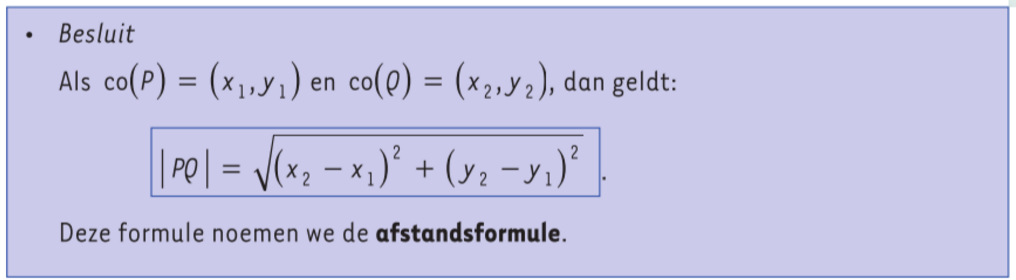 • Besluit
Als co(P) = (x₁,y₁) en co(Q) = (x₂,y₂), dan geldt:
|PQ| = √((x₂ − x₁)² + (y₂ − y₁)²).
Deze formule noemen we de afstandsformule.